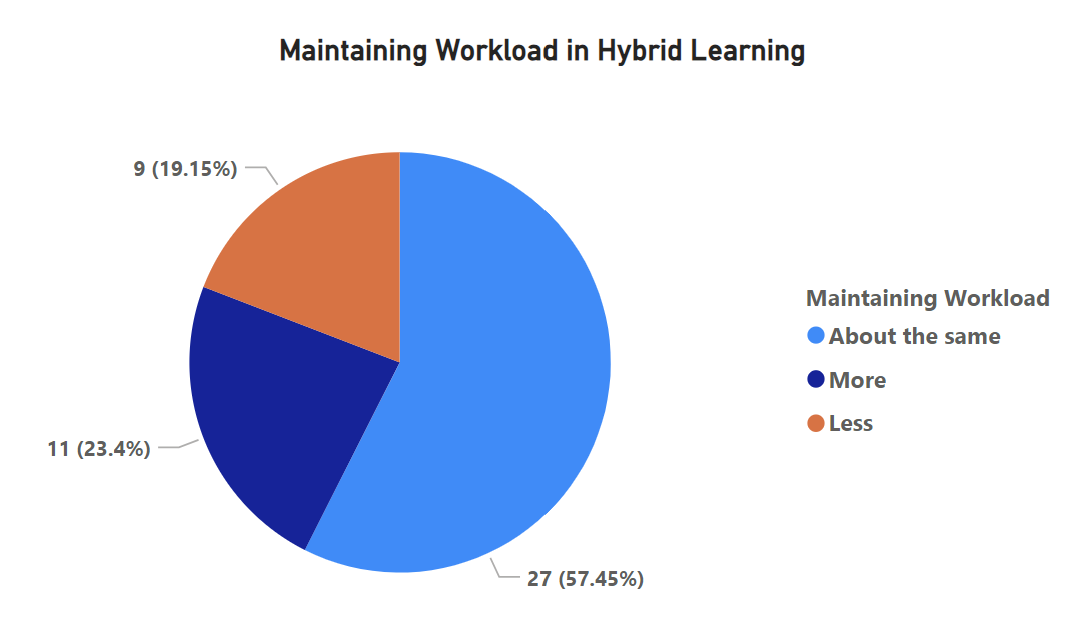 Maintaining Workload in Hybrid Learning
9 (19.15%)
11 (23.4%)
27 (57.45%)
Maintaining Workload
About the same
More
Less